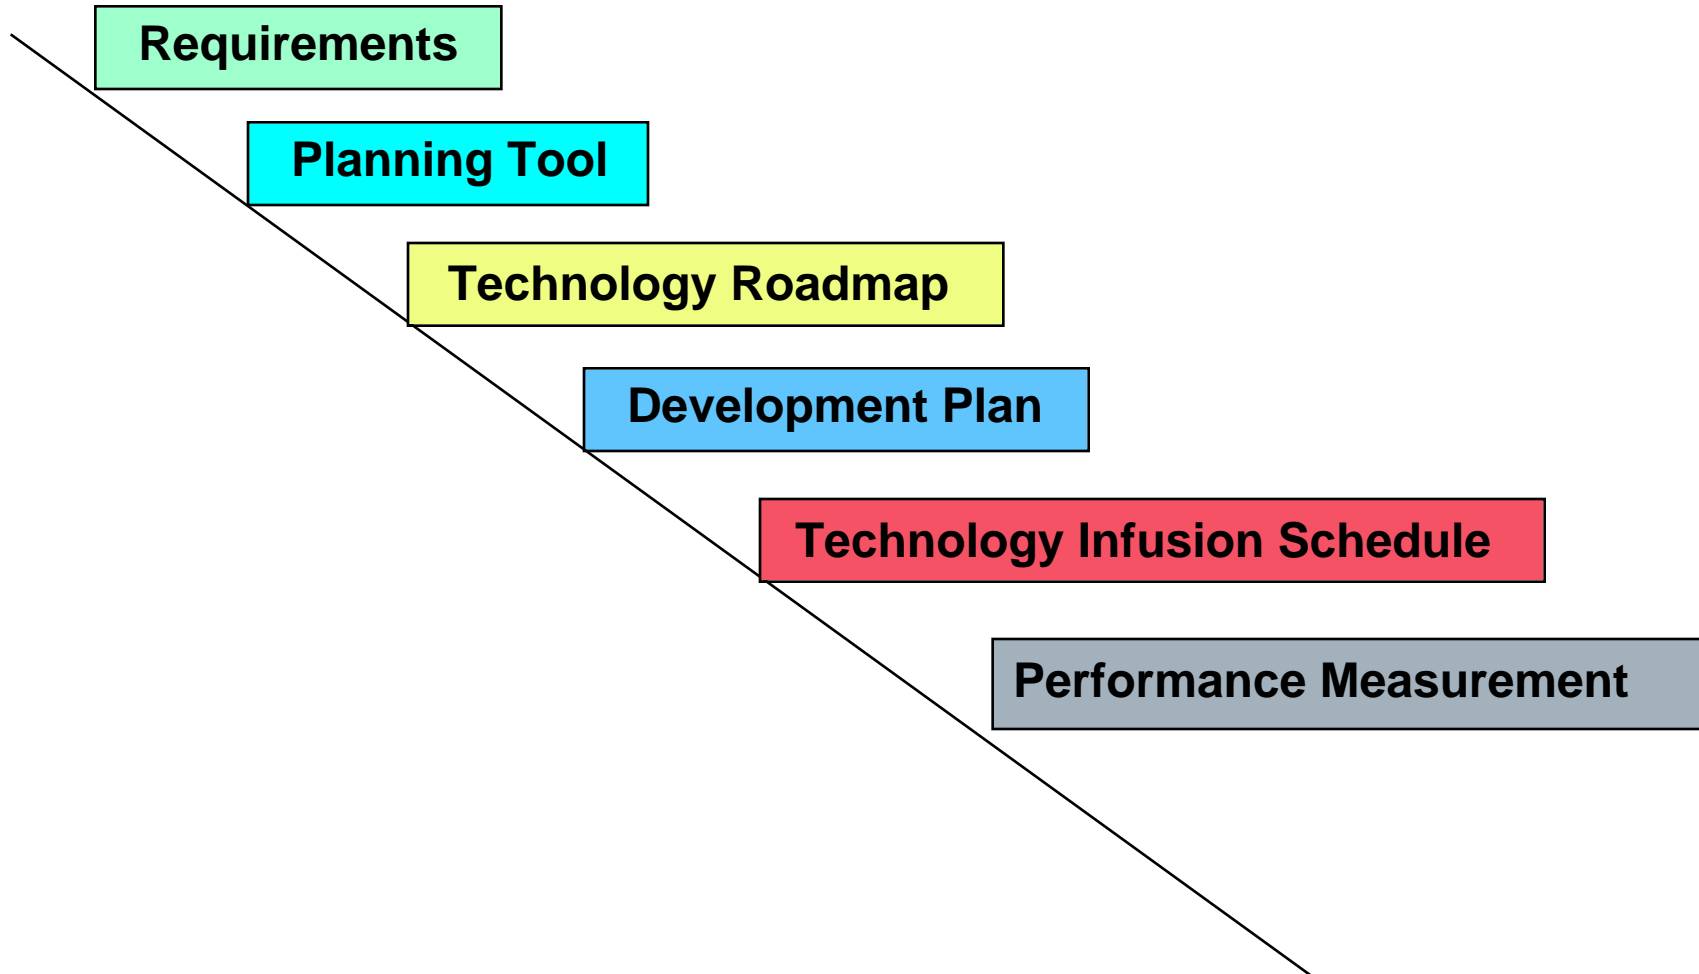 Requirements
Planning Tool
Technology Roadmap
Development Plan
Technology Infusion Schedule
Performance Measurement